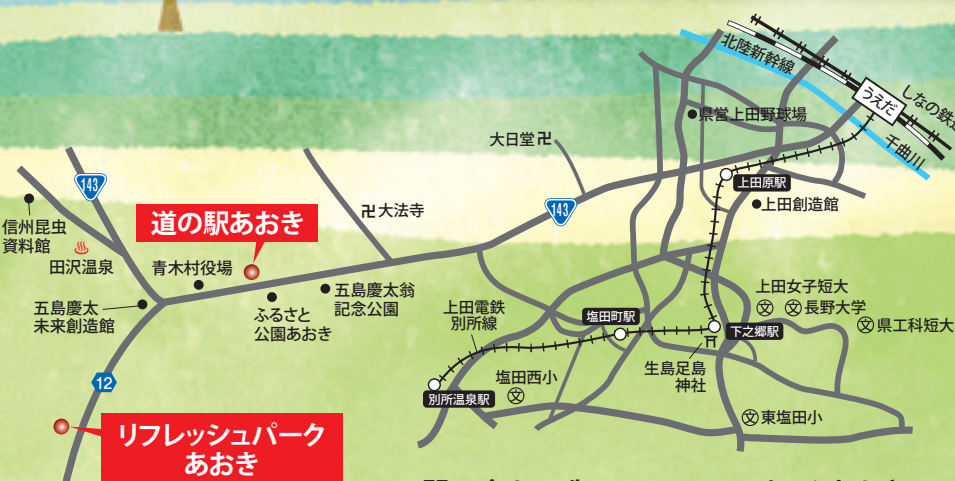 北陸新幹線
うえだ
しなの鉄道
千曲川
県営上田野球場
大日堂
上田原駅
上田創造館
143
143
大法寺
信州昆虫
資料館
田沢温泉
道の駅あおき
青木村役場
五島慶太
未来創造館
ふるさと
公園あおき
五島慶太翁
記念公園
上田電鉄
別所線
塩田町駅
上田女子短大
長野大学
県工科短大
下之郷駅
生島足島
神社
別所温泉駅
塩田西小
東塩田小
12
リフレッシュパーク
あおき